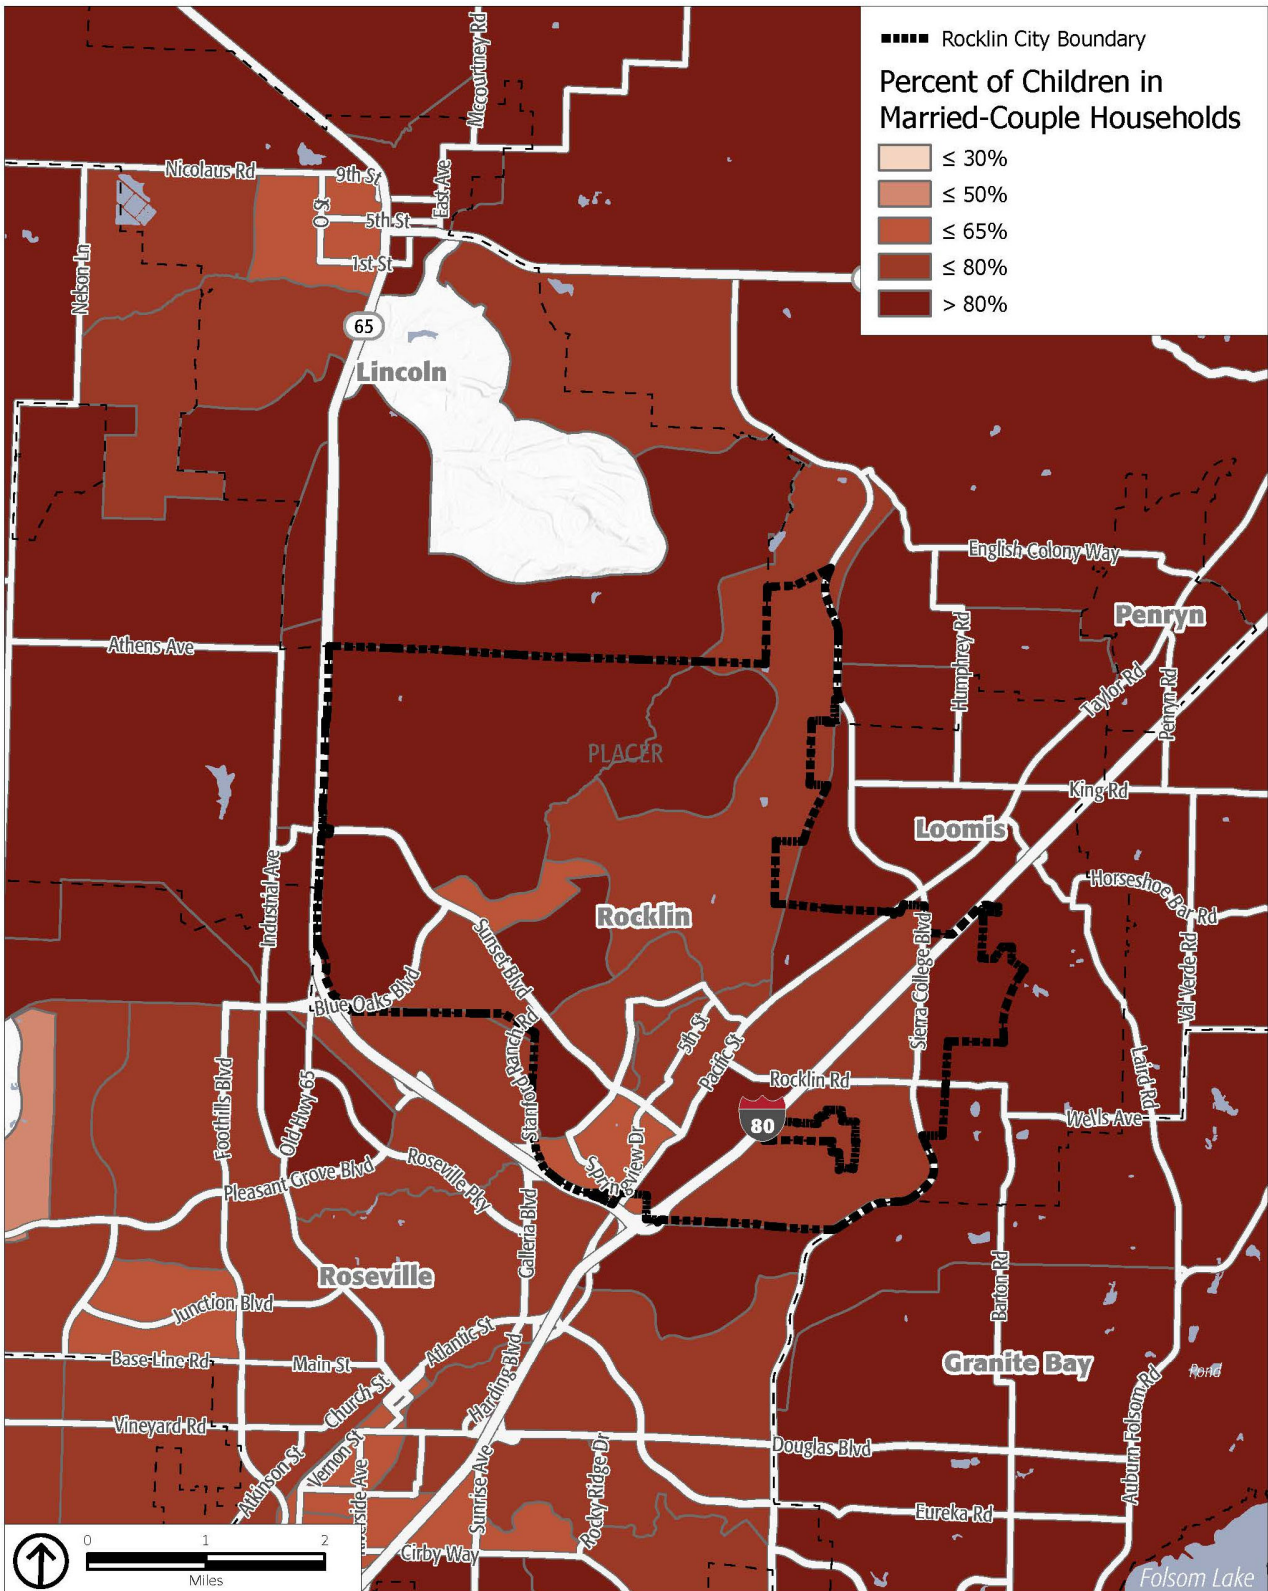 Rocklin City Boundary
Percent of Children in
Married-Couple Households
≤ 30%
≤ 50%
≤ 65%
≤ 80%
> 80%
Mccourtney Rd
Nicolaus Rd
9th St
East Ave
O St
5th St
1st St
Nelson Ln
65
Lincoln
English Colony Way
Penryn
Athens Ave
Humphrey Rd
Taylor Rd
Penryn Rd
PLACER
King Rd
Loomis
Horseshoe Bar Rd
Industrial Ave
Rocklin
Sunset Blvd
Sierra College Blvd
Val Verde Rd
Blue Oaks Blvd
Stanford Ranch Rd
5th St
Pacific St
Rocklin Rd
Laird Rd
Foothills Blvd
Old Hwy 65
80
Wells Ave
Springview Dr
Pleasant Grove Blvd
Roseville Pky
Galleria Blvd
Roseville
Barton Rd
Junction Blvd
Atlantic St
Base Line Rd
Main St
Harding Blvd
Granite Bay
Pond
Church St
Auburn Folsom Rd
Vineyard Rd
Vernon St
Douglas Blvd
Atkinson St
Sunrise Ave
Rocky Ridge Dr
Eureka Rd
Cirby Way
0 1 2
Miles
Folsom Lake